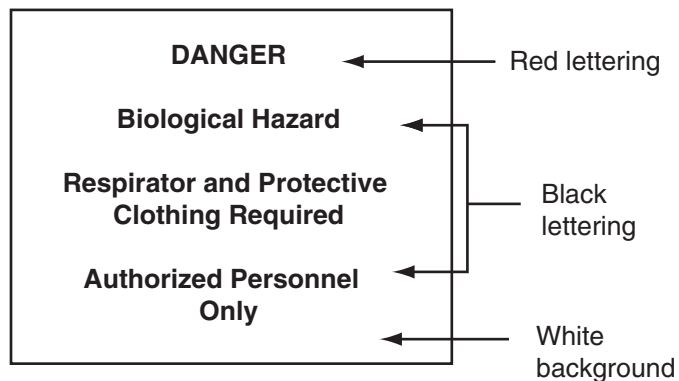 DANGER
Red lettering
Biological Hazard
Respirator and Protective
Clothing Required
Black
lettering
Authorized Personnel
Only
White
background